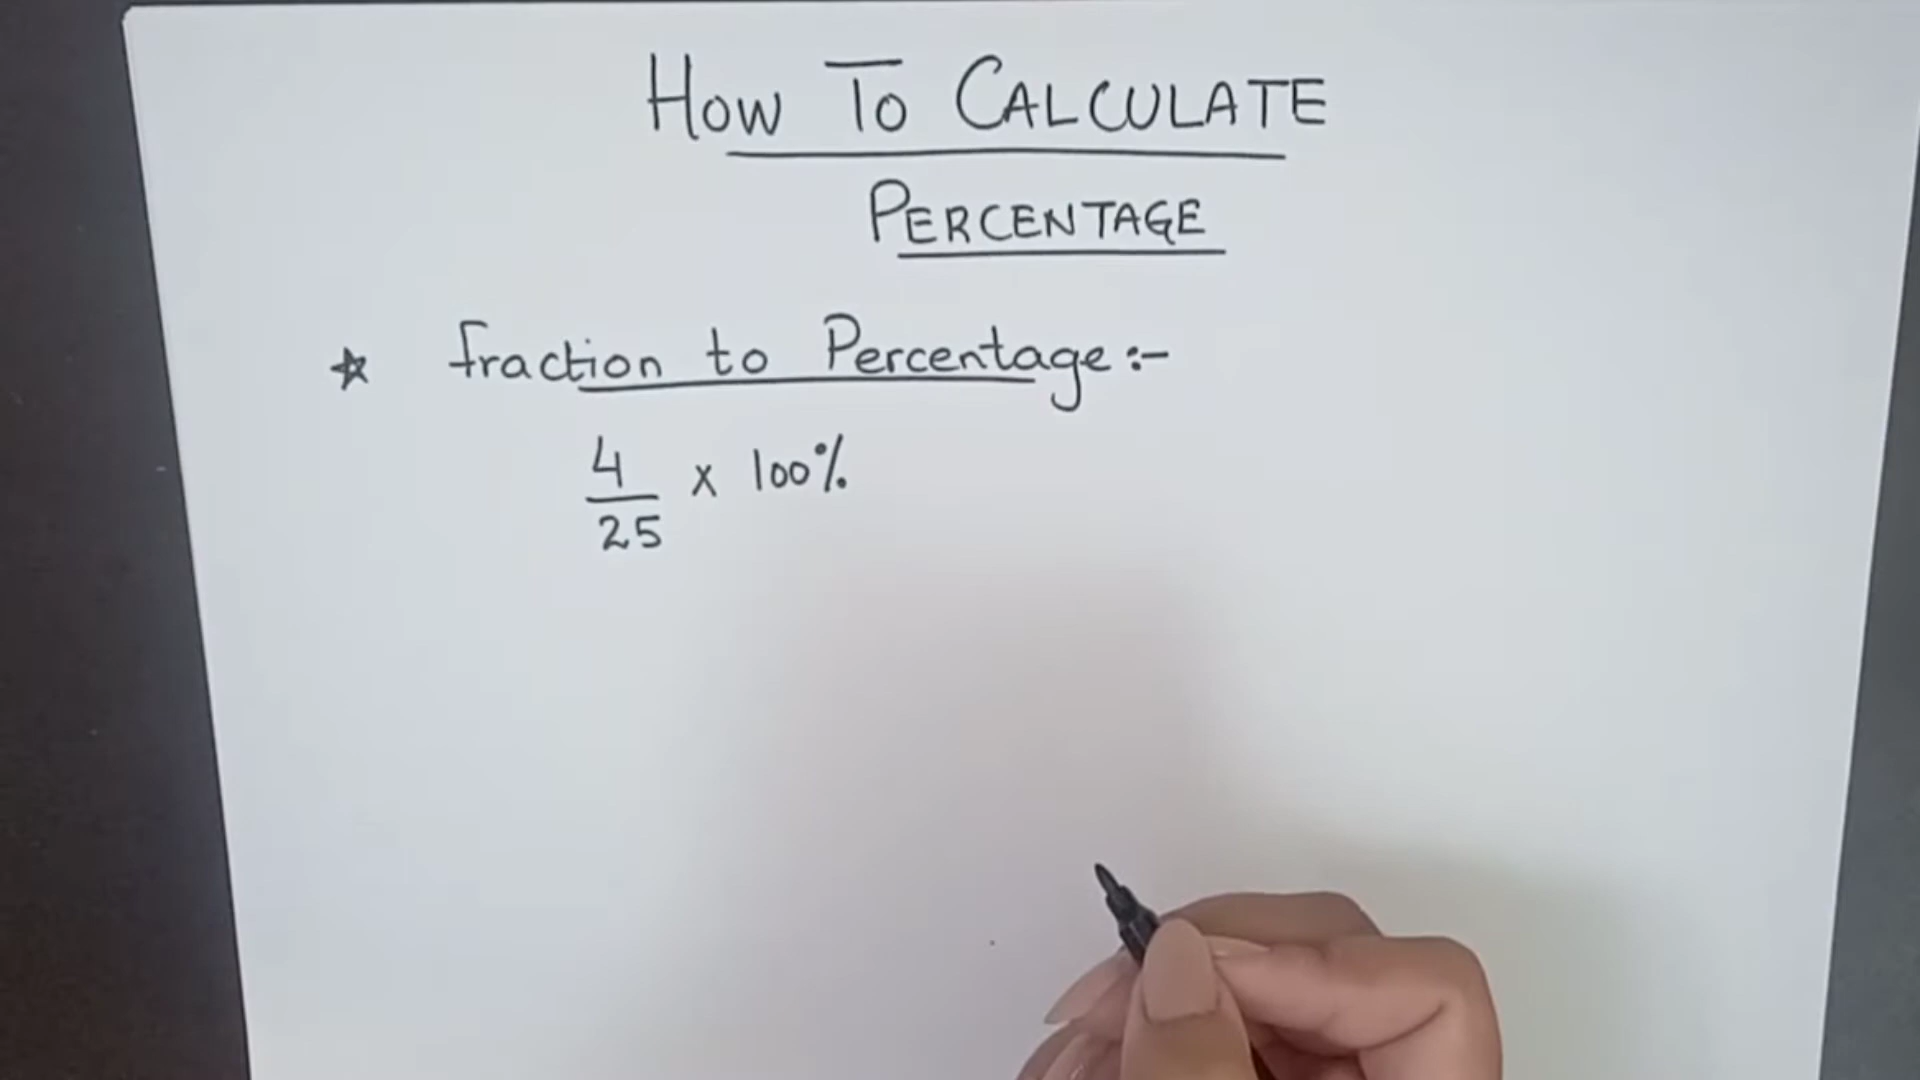 HOW TO CALCULATE
PERCENTAGE
☆ fraction to Percentage:-
4/25 x 100%